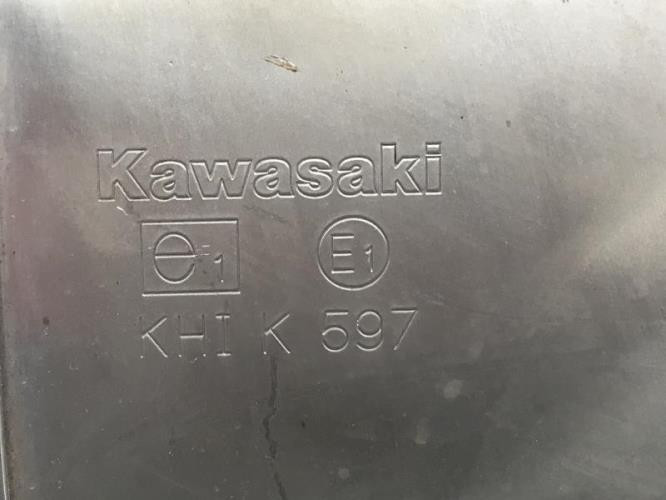 Kawasaki
e1 E1
KHI K 597